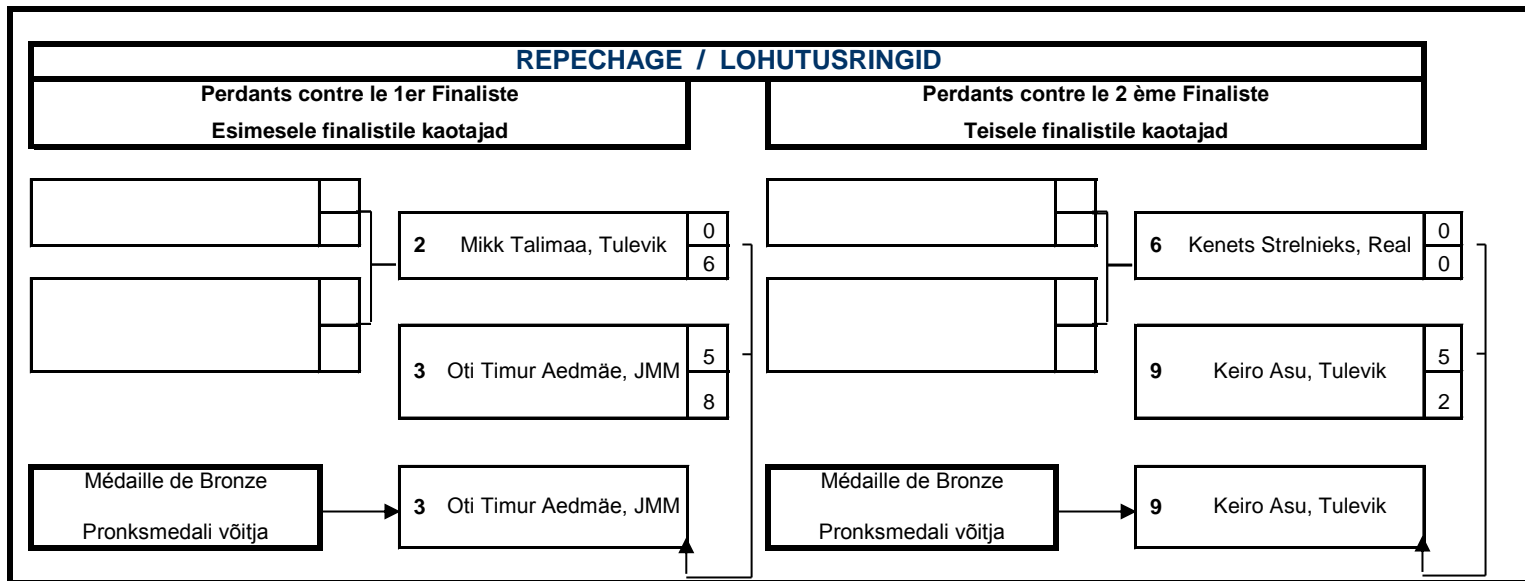 REPECHAGE / LOHUTUSRINGID
Perdants contre le 1er Finaliste
Esimesele finalistile kaotajad
Perdants contre le 2 ème Finaliste
Teisele finalistile kaotajad
2 Mikk Talimaa, Tulevik 0
6
6 Kenets Strelnieks, Real 0
0
3 Oti Timur Aedmäe, JMM 5
8
9 Keiro Asu, Tulevik 5
2
Médaille de Bronze
Pronksmedali võitja
3 Oti Timur Aedmäe, JMM
Médaille de Bronze
Pronksmedali võitja
9 Keiro Asu, Tulevik